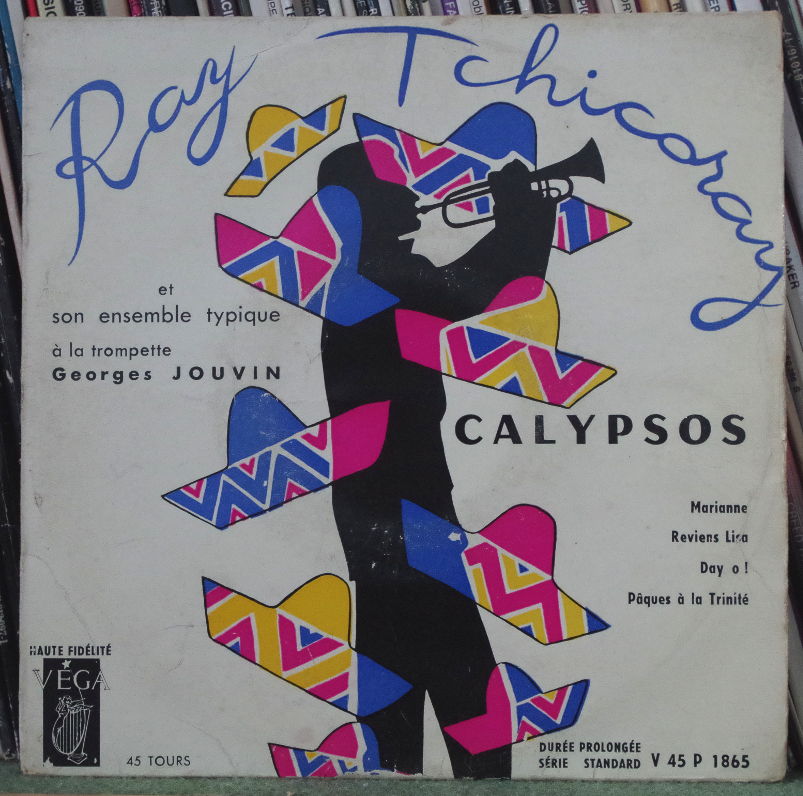 Ray Tchicoray
et
son ensemble typique
à la trompette
Georges JOUVIN
CALYPSOS
Marianne
Reviens Lisa
Day o !
Pâques à la Trinité
HAUTE FIDÉLITÉ
VÉGA
45 TOURS
DURÉE PROLONGÉE
SÉRIE STANDARD V 45 P 1865